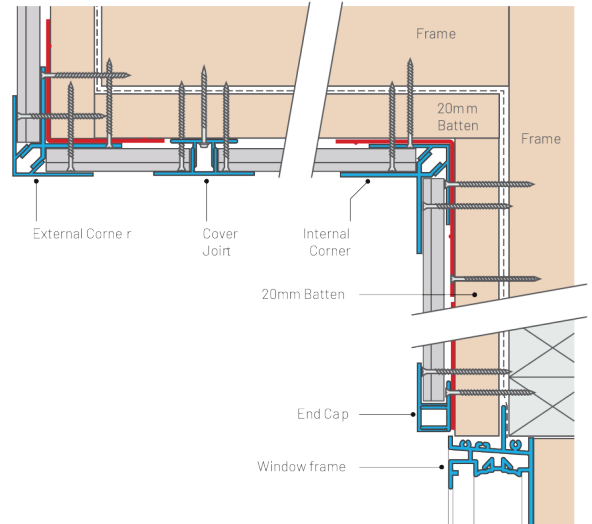 Frame
20mm
Batten
Frame
External Corne r
Cover
Joint
Internal
Corner
20mm Batten
End Cap
Window frame